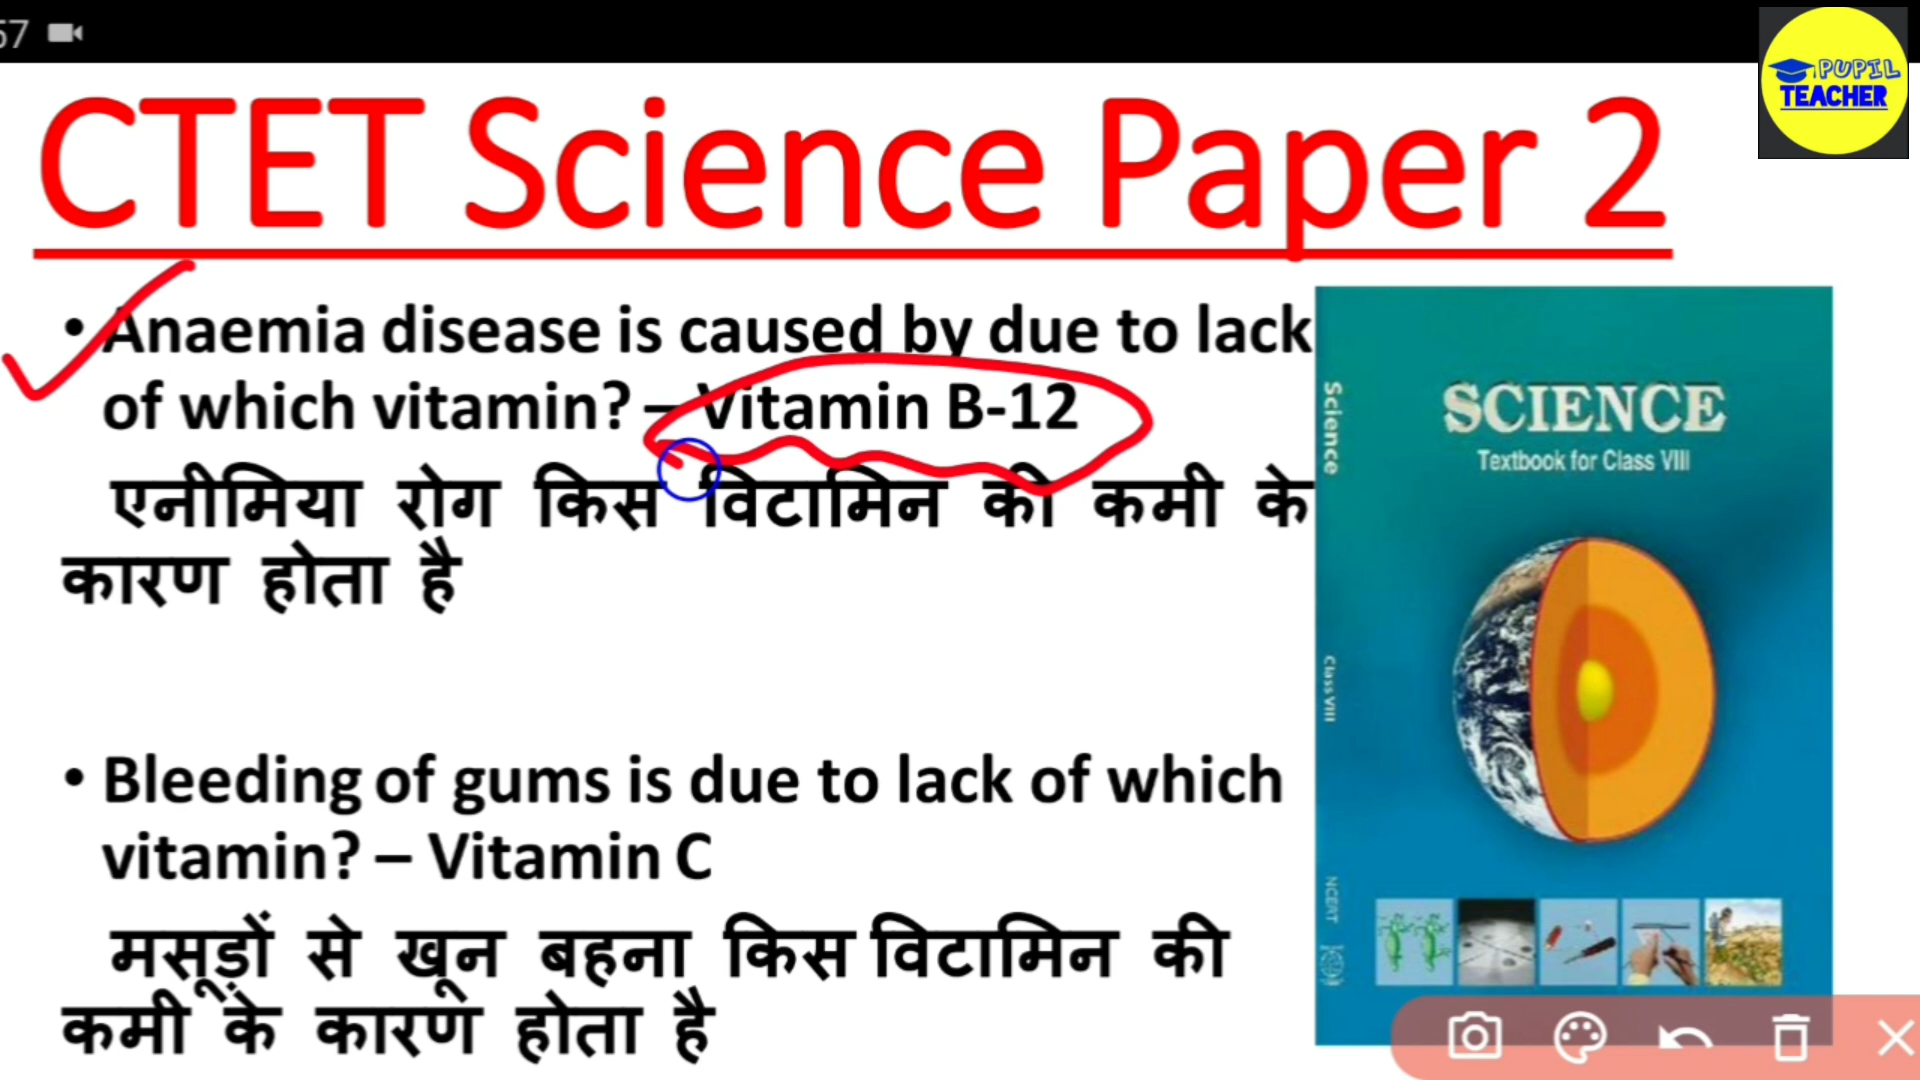 57
PUPIL
TEACHER
CTET Science Paper 2
• Anaemia disease is caused by due to lack
of which vitamin? – Vitamin B-12
एनीमिया रोग किस विटामिन की कमी के
कारण होता है
• Bleeding of gums is due to lack of which
vitamin? – Vitamin C
मसूड़ों से खून बहना किस विटामिन की
कमी के कारण होता है
Science
Class VIII
NCERT
SCIENCE
Textbook for Class VIII